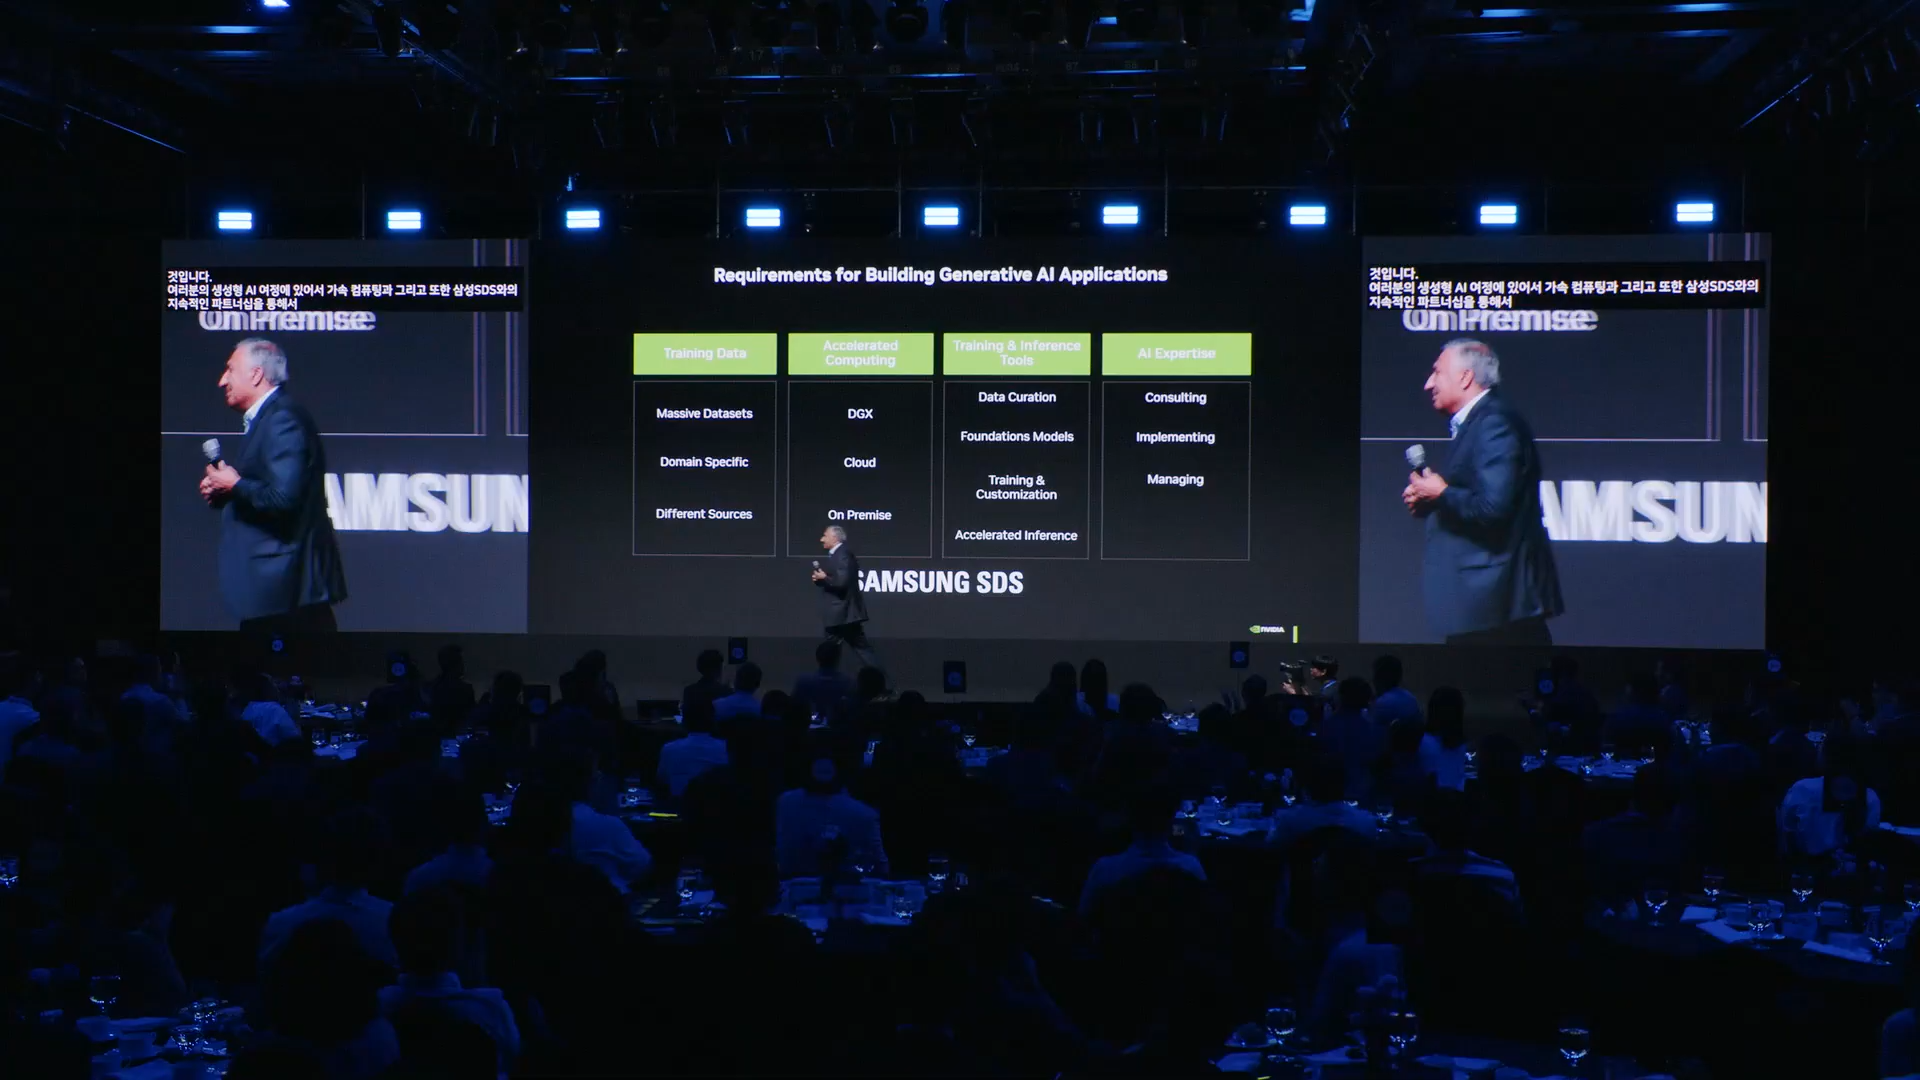 Requirements for Building Generative AI Applications
Training Data
Massive Datasets
Domain Specific
Different Sources
Accelerated
Computing
DGX
Cloud
On Premise
Training & Inference
Tools
Data Curation
Foundations Models
Training &
Customization
Accelerated Inference
AI Expertise
Consulting
Implementing
Managing
SAMSUNG SDS
NVIDIA
것입니다.
여러분의 생성형 AI 여정에 있어서 가속 컴퓨팅과 그리고 또한 삼성SDS와의
지속적인 파트너십을 통해서
On Premise
AMSUN
것입니다.
여러분의 생성형 AI 여정에 있어서 가속 컴퓨팅과 그리고 또한 삼성SDS와의
지속적인 파트너십을 통해서
On Premise
AMSUN